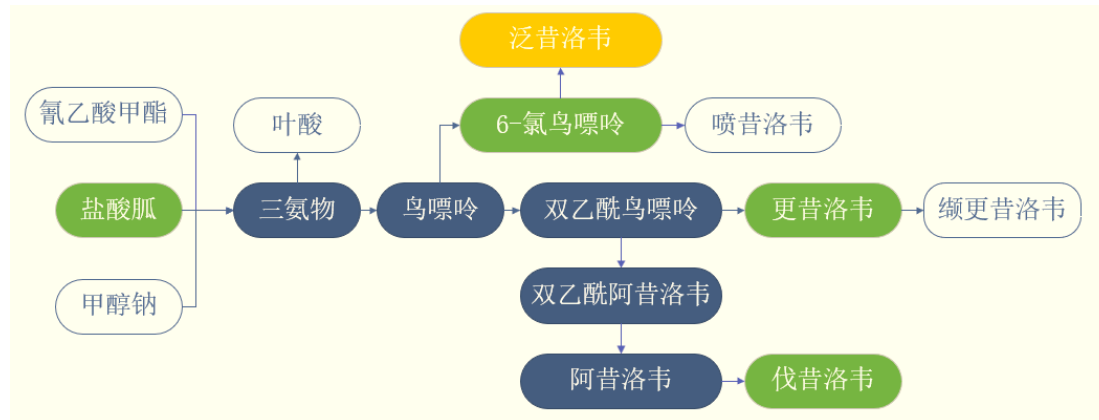 泛昔洛韦
氰乙酸甲酯
叶酸
6-氯鸟嘌呤
喷昔洛韦
盐酸胍
三氨物
鸟嘌呤
双乙酰鸟嘌呤
更昔洛韦
缬更昔洛韦
甲醇钠
双乙酰阿昔洛韦
阿昔洛韦
伐昔洛韦